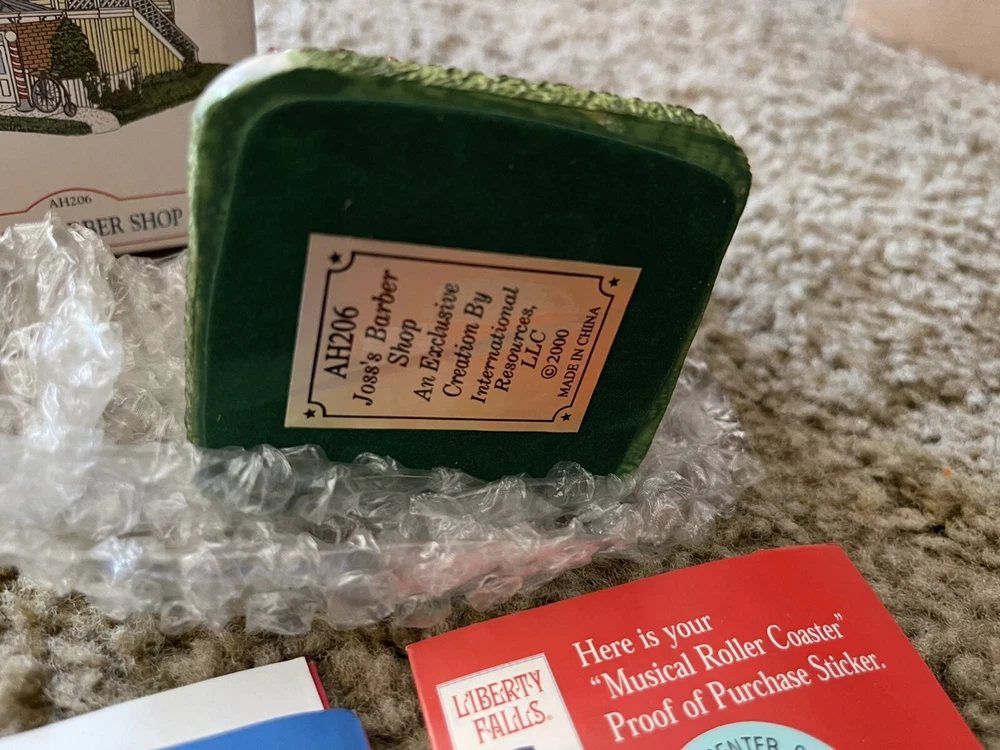 AH206
BER SHOP
AH206
Joss's Barber
Shop
An Exclusive
Creation By
International
Resources,
LLC
©2000
MADE IN CHINA
Here is your
“Musical Roller Coaster”
Proof of Purchase Sticker.
LIBERTY
FALLS®
ENTER